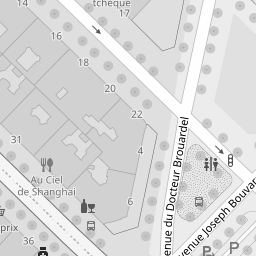 tchèque
14
17
16
18
20
22
4
31
Au Ciel
de Shanghai
6
36
enue du Docteur Brouardel
venue Joseph Bouvar
prix
P
P